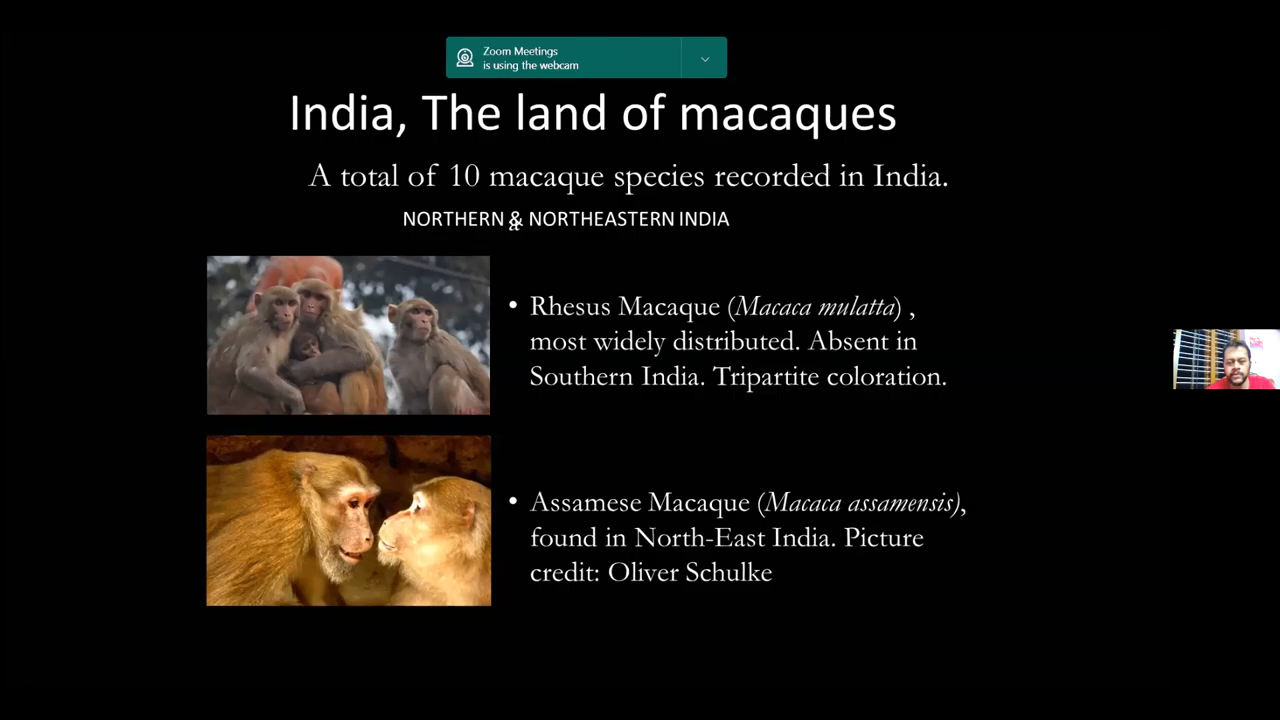 Zoom Meetings
is using the webcam
India, The land of macaques
A total of 10 macaque species recorded in India.
NORTHERN & NORTHEASTERN INDIA
• Rhesus Macaque (Macaca mulatta) ,
most widely distributed. Absent in
Southern India. Tripartite coloration.
• Assamese Macaque (Macaca assamensis),
found in North-East India. Picture
credit: Oliver Schulke